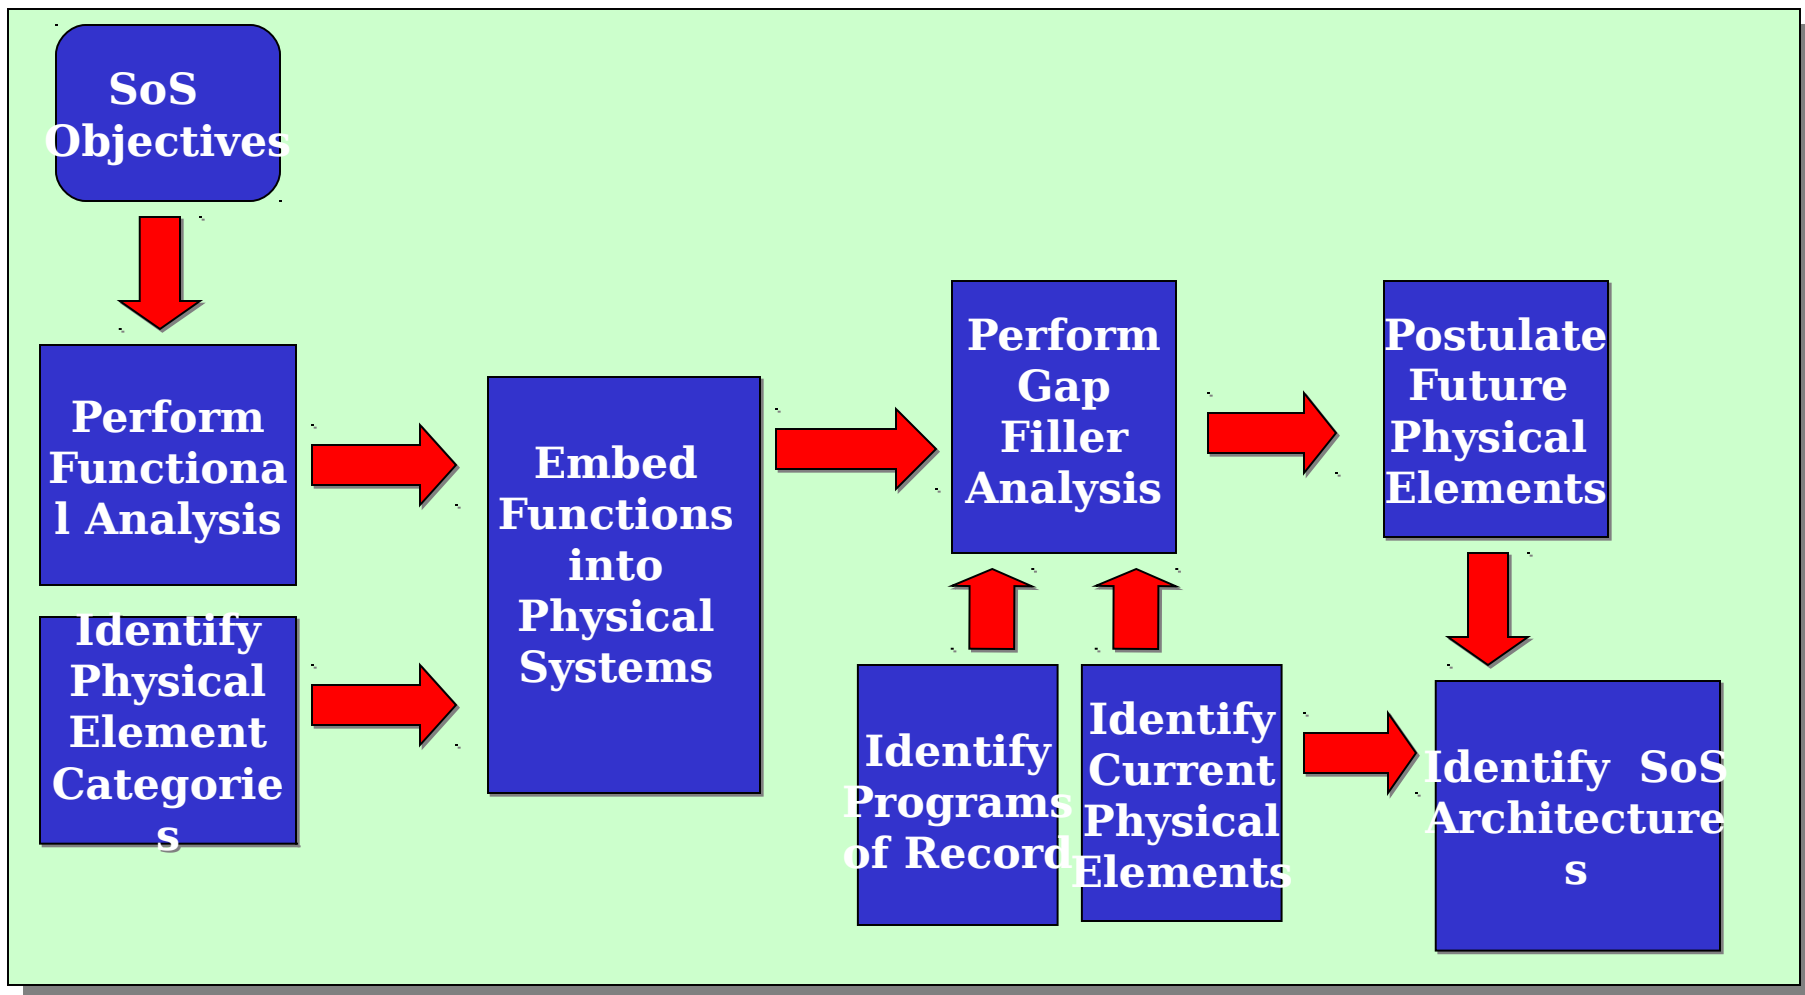 SoS
Objectives
Perform
Functiona
l Analysis
Identify
Physical
Element
Categorie
s
Embed
Functions
into
Physical
Systems
Perform
Gap
Filler
Analysis
Postulate
Future
Physical
Elements
Identify
Programs
of Record
Identify
Current
Physical
Elements
Identify  SoS
Architecture
s